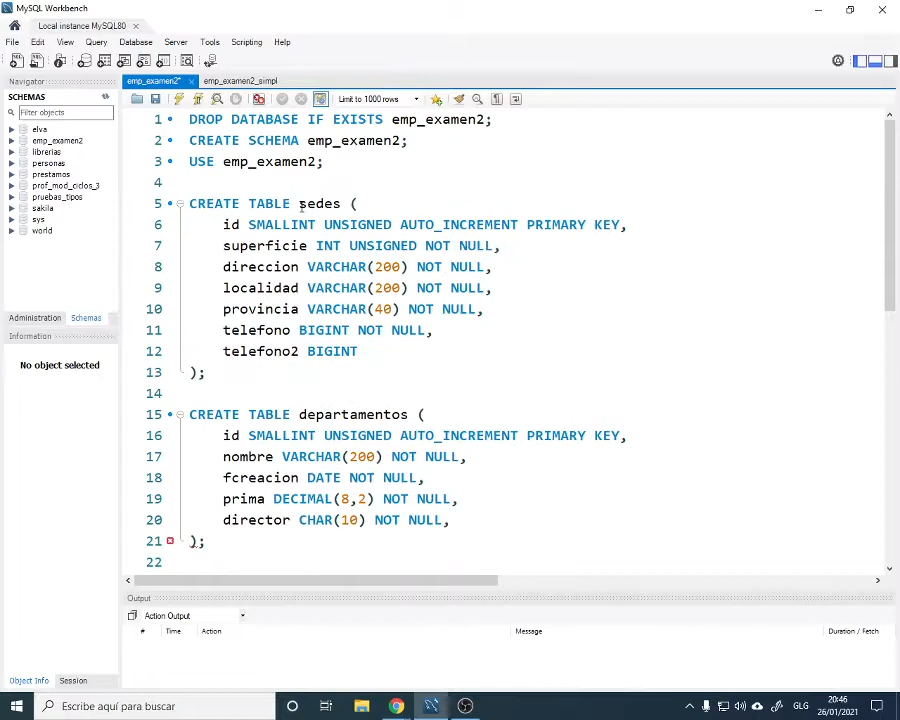 MySQL Workbench
Local instance MySQL80
File Edit View Query Database Server Tools Scripting Help
Navigator
SCHEMAS
Filter objects
elva
emp_examen2
librerias
personas
prestamos
prof_mod_ciclos_3
pruebas_tipos
sakila
sys
world
Administration Schemas
Information
No object selected
Object Info Session
emp_examen2* emp_examen2_simpl
Limit to 1000 rows
1 DROP DATABASE IF EXISTS emp_examen2;
2 CREATE SCHEMA emp_examen2;
3 USE emp_examen2;
4
5 CREATE TABLE sedes (
6 id SMALLINT UNSIGNED AUTO_INCREMENT PRIMARY KEY,
7 superficie INT UNSIGNED NOT NULL,
8 direccion VARCHAR(200) NOT NULL,
9 localidad VARCHAR(200) NOT NULL,
10 provincia VARCHAR(40) NOT NULL,
11 telefono BIGINT NOT NULL,
12 telefono2 BIGINT
13 );
14
15 CREATE TABLE departamentos (
16 id SMALLINT UNSIGNED AUTO_INCREMENT PRIMARY KEY,
17 nombre VARCHAR(200) NOT NULL,
18 fcreacion DATE NOT NULL,
19 prima DECIMAL(8,2) NOT NULL,
20 director CHAR(10) NOT NULL,
21 );
22
Output
Action Output
# Time Action Message Duration / Fetch
Escribe aquí para buscar
GLG
20:46
26/01/2021